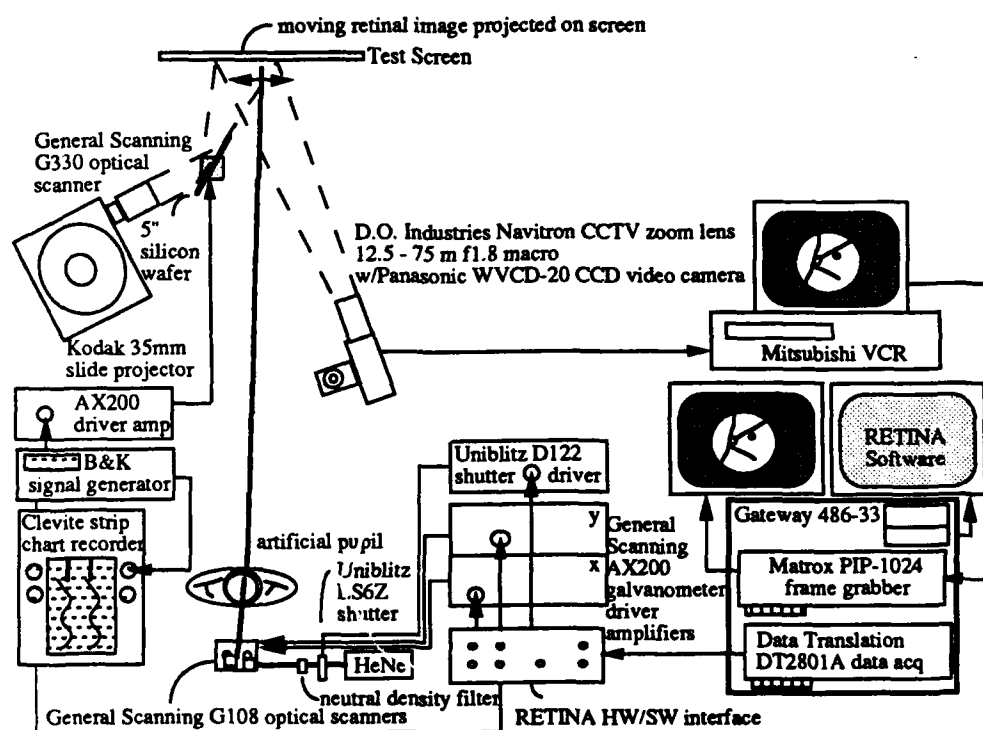 moving retinal image projected on screen
Test Screen
General Scanning
G330 optical
scanner
5"
silicon
wafer
D.O. Industries Navitron CCTV zoom lens
12.5 - 75 m f1.8 macro
w/Panasonic WVCD-20 CCD video camera
Mitsubishi VCR
Kodak 35mm
slide projector
AX200
driver amp
B&K
signal generator
Clevite strip
chart recorder
artificial pupil
Uniblitz
LS6Z
shutter
Uniblitz D122
shutter driver
y
x
General
Scanning
AX200
galvanometer
driver
amplifiers
RETINA
Software
Gateway 486-33
Matrox PIP-1024
frame grabber
Data Translation
DT2801A data acq
HeNe
neutral density filter
General Scanning G108 optical scanners
RETINA HW/SW interface